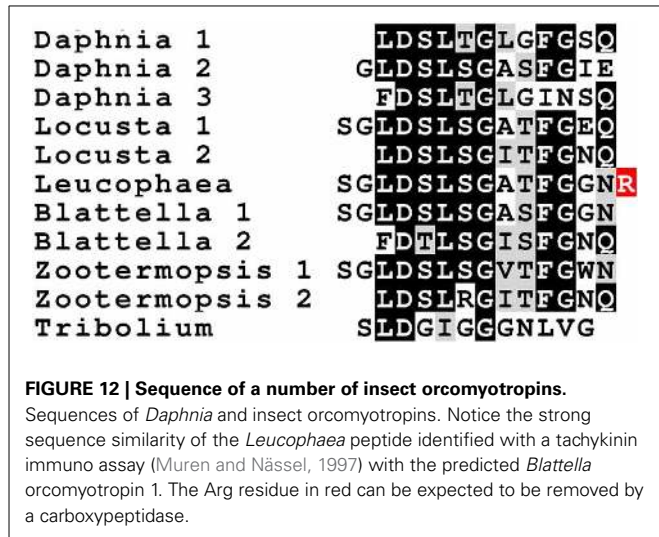 Daphnia 1 LDSLTGLGFGSQ
Daphnia 2 GLDSLSGASFGIE
Daphnia 3 FDSLTGLGINSQ
Locusta 1 SGLDSLSGATFGEQ
Locusta 2 LDSLSGITFGNQ
Leucophaea SGLDSLSGATFGGNR
Blattella 1 SGLDSLSGASFGGN
Blattella 2 FDTLSGISFGNQ
Zootermopsis 1 SGLDSLSGVTFGWN
Zootermopsis 2 LDSLRGITFGNQ
Tribolium SLDGIGGGNLVG
FIGURE 12 | Sequence of a number of insect orcomyotropins.
Sequences of Daphnia and insect orcomyotropins. Notice the strong
sequence similarity of the Leucophaea peptide identified with a tachykinin
immuno assay (Muren and Nässel, 1997) with the predicted Blattella
orcomyotropin 1. The Arg residue in red can be expected to be removed by
a carboxypeptidase.